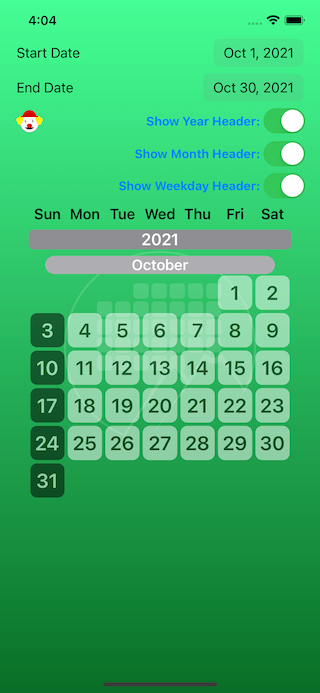 4:04
Start Date Oct 1, 2021
End Date Oct 30, 2021
Show Year Header:
Show Month Header:
Show Weekday Header:
Sun Mon Tue Wed Thu Fri Sat
2021
October
1 2
3 4 5 6 7 8 9
10 11 12 13 14 15 16
17 18 19 20 21 22 23
24 25 26 27 28 29 30
31